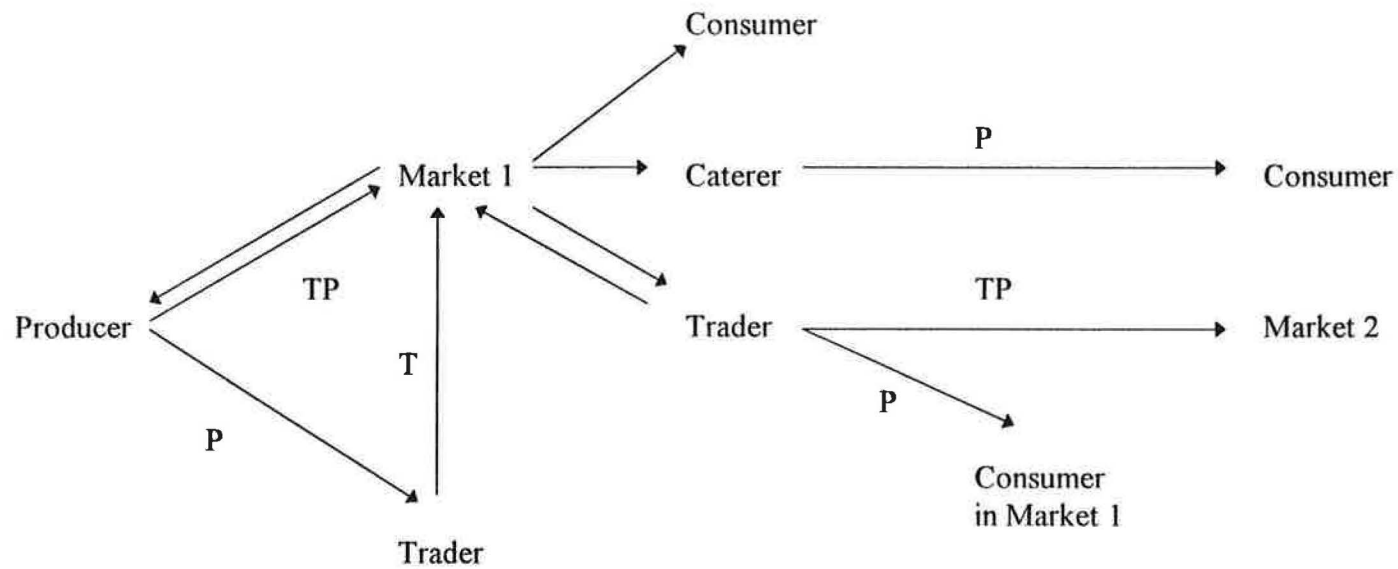 Consumer
P
Market 1
Caterer
Consumer
TP
TP
Producer
Trader
Market 2
T
P
P
Consumer
in Market 1
Trader